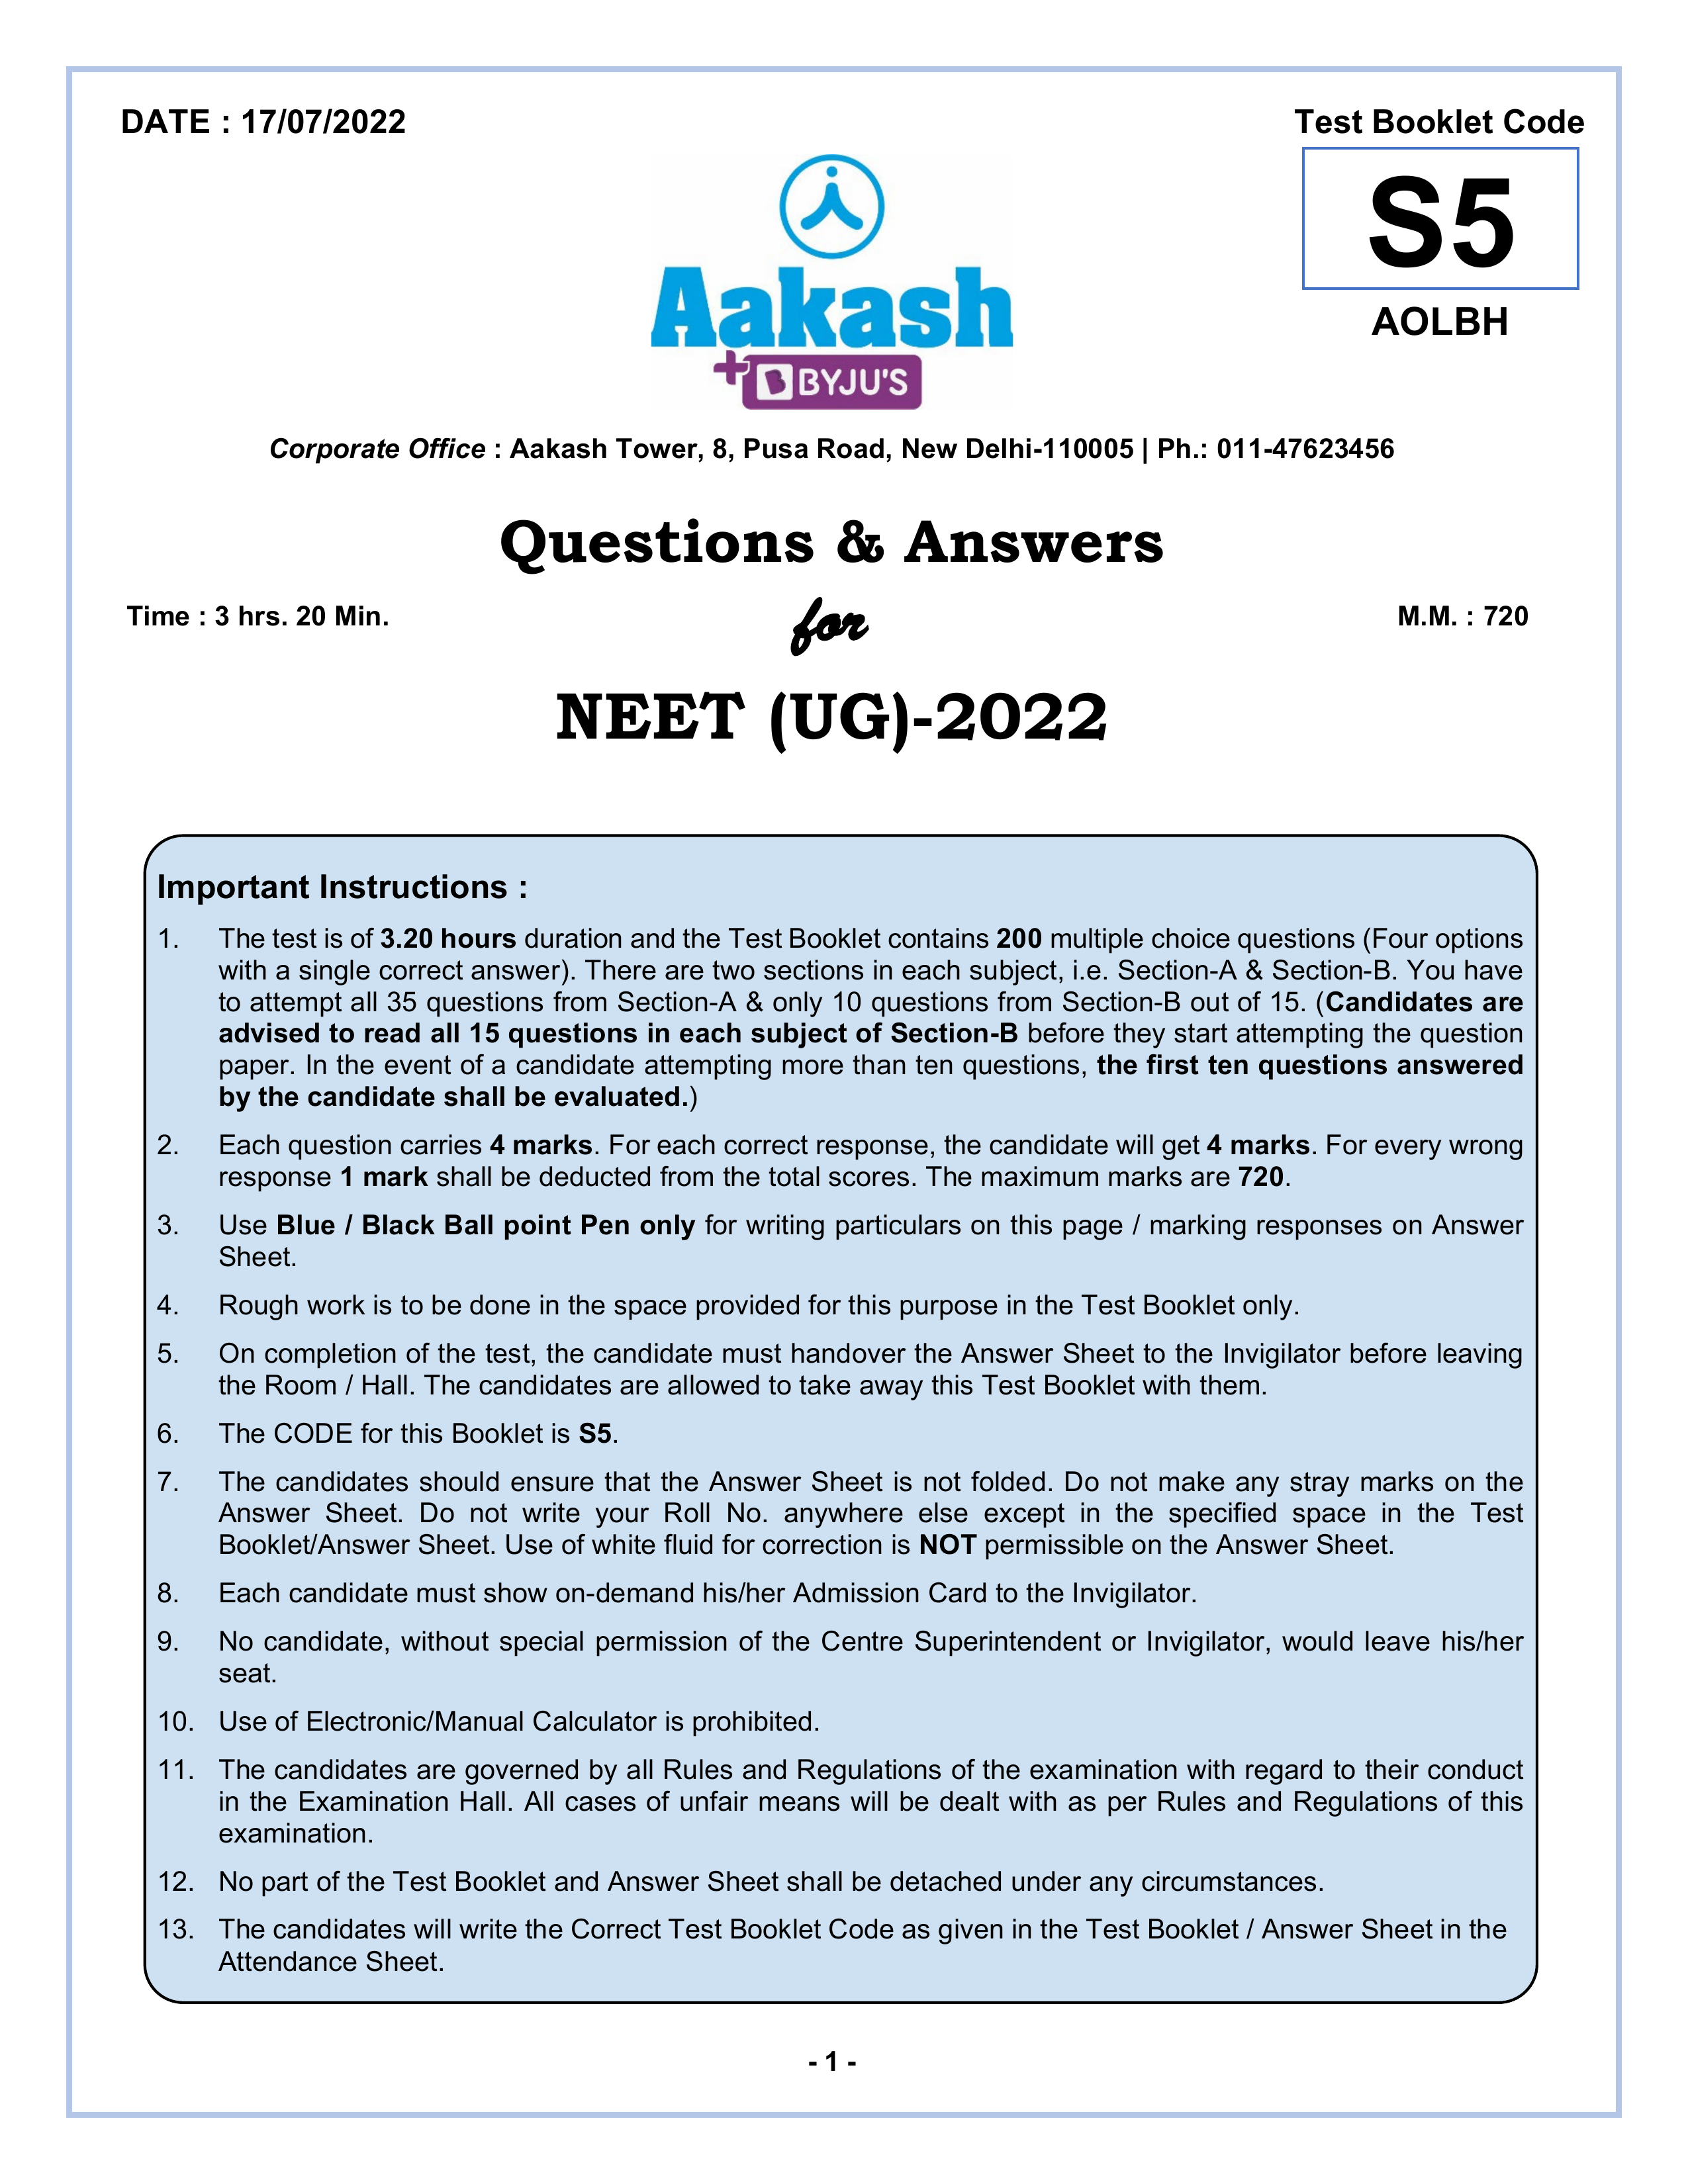 DATE : 17/07/2022
Test Booklet Code
S5
AOLBH
Aakash
+ B BYJU'S
Corporate Office : Aakash Tower, 8, Pusa Road, New Delhi-110005 | Ph.: 011-47623456
Questions & Answers
Time : 3 hrs. 20 Min.
for
M.M. : 720
NEET (UG)-2022
Important Instructions :
1. The test is of 3.20 hours duration and the Test Booklet contains 200 multiple choice questions (Four options
with a single correct answer). There are two sections in each subject, i.e. Section-A & Section-B. You have
to attempt all 35 questions from Section-A & only 10 questions from Section-B out of 15. (Candidates are
advised to read all 15 questions in each subject of Section-B before they start attempting the question
paper. In the event of a candidate attempting more than ten questions, the first ten questions answered
by the candidate shall be evaluated.)
2. Each question carries 4 marks. For each correct response, the candidate will get 4 marks. For every wrong
response 1 mark shall be deducted from the total scores. The maximum marks are 720.
3. Use Blue / Black Ball point Pen only for writing particulars on this page / marking responses on Answer
Sheet.
4. Rough work is to be done in the space provided for this purpose in the Test Booklet only.
5. On completion of the test, the candidate must handover the Answer Sheet to the Invigilator before leaving
the Room / Hall. The candidates are allowed to take away this Test Booklet with them.
6. The CODE for this Booklet is S5.
7. The candidates should ensure that the Answer Sheet is not folded. Do not make any stray marks on the
Answer Sheet. Do not write your Roll No. anywhere else except in the specified space in the Test
Booklet/Answer Sheet. Use of white fluid for correction is NOT permissible on the Answer Sheet.
8. Each candidate must show on-demand his/her Admission Card to the Invigilator.
9. No candidate, without special permission of the Centre Superintendent or Invigilator, would leave his/her
seat.
10. Use of Electronic/Manual Calculator is prohibited.
11. The candidates are governed by all Rules and Regulations of the examination with regard to their conduct
in the Examination Hall. All cases of unfair means will be dealt with as per Rules and Regulations of this
examination.
12. No part of the Test Booklet and Answer Sheet shall be detached under any circumstances.
13. The candidates will write the Correct Test Booklet Code as given in the Test Booklet / Answer Sheet in the
Attendance Sheet.
- 1 -